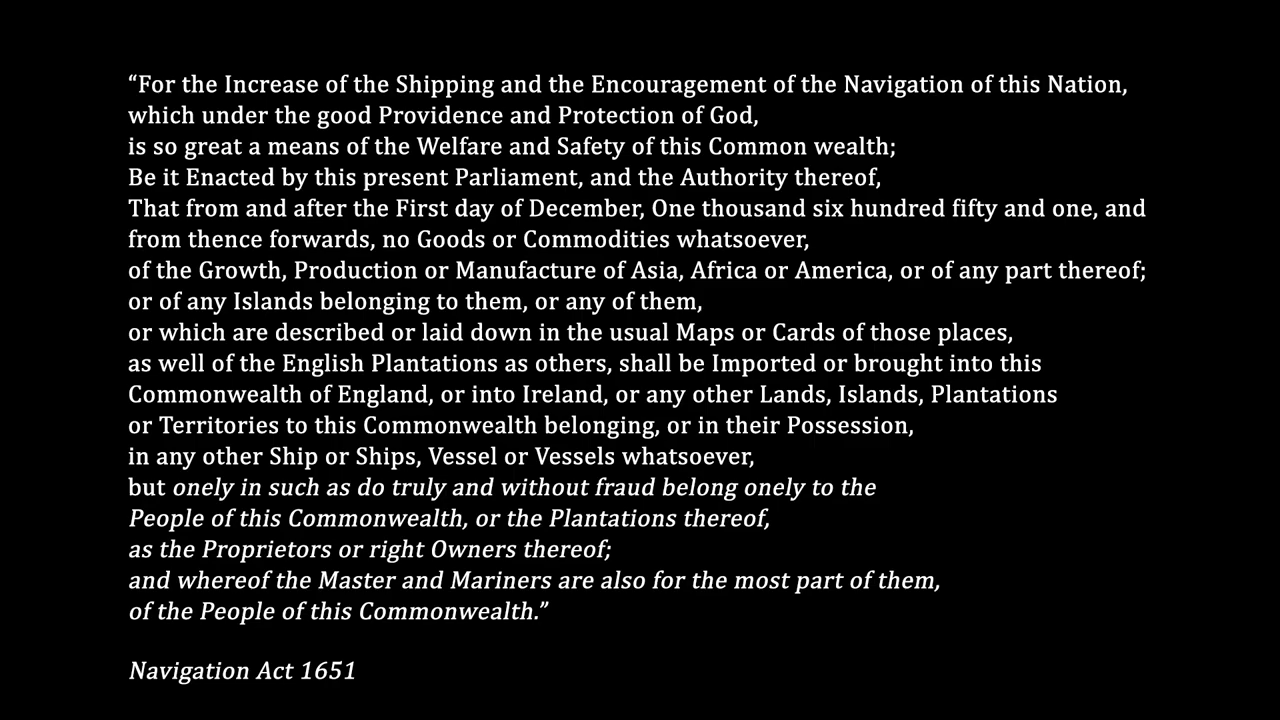 “For the Increase of the Shipping and the Encouragement of the Navigation of this Nation,
which under the good Providence and Protection of God,
is so great a means of the Welfare and Safety of this Common wealth;
Be it Enacted by this present Parliament, and the Authority thereof,
That from and after the First day of December, One thousand six hundred fifty and one, and
from thence forwards, no Goods or Commodities whatsoever,
of the Growth, Production or Manufacture of Asia, Africa or America, or of any part thereof;
or of any Islands belonging to them, or any of them,
or which are described or laid down in the usual Maps or Cards of those places,
as well of the English Plantations as others, shall be Imported or brought into this
Commonwealth of England, or into Ireland, or any other Lands, Islands, Plantations
or Territories to this Commonwealth belonging, or in their Possession,
in any other Ship or Ships, Vessel or Vessels whatsoever,
but onely in such as do truly and without fraud belong onely to the
People of this Commonwealth, or the Plantations thereof,
as the Proprietors or right Owners thereof;
and whereof the Master and Mariners are also for the most part of them,
of the People of this Commonwealth.”
Navigation Act 1651